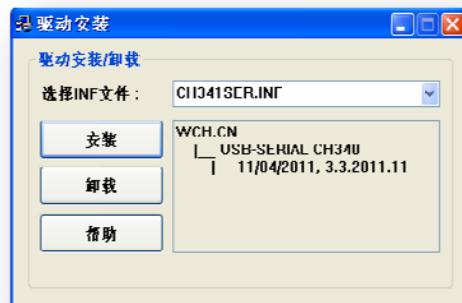 驱动安装
驱动安装/卸载
选择INF文件：
CH341SER.INF
安装
WCH.CN
|__ USB-SERIAL CH340
|__ 11/04/2011, 3.3.2011.11
卸载
帮助